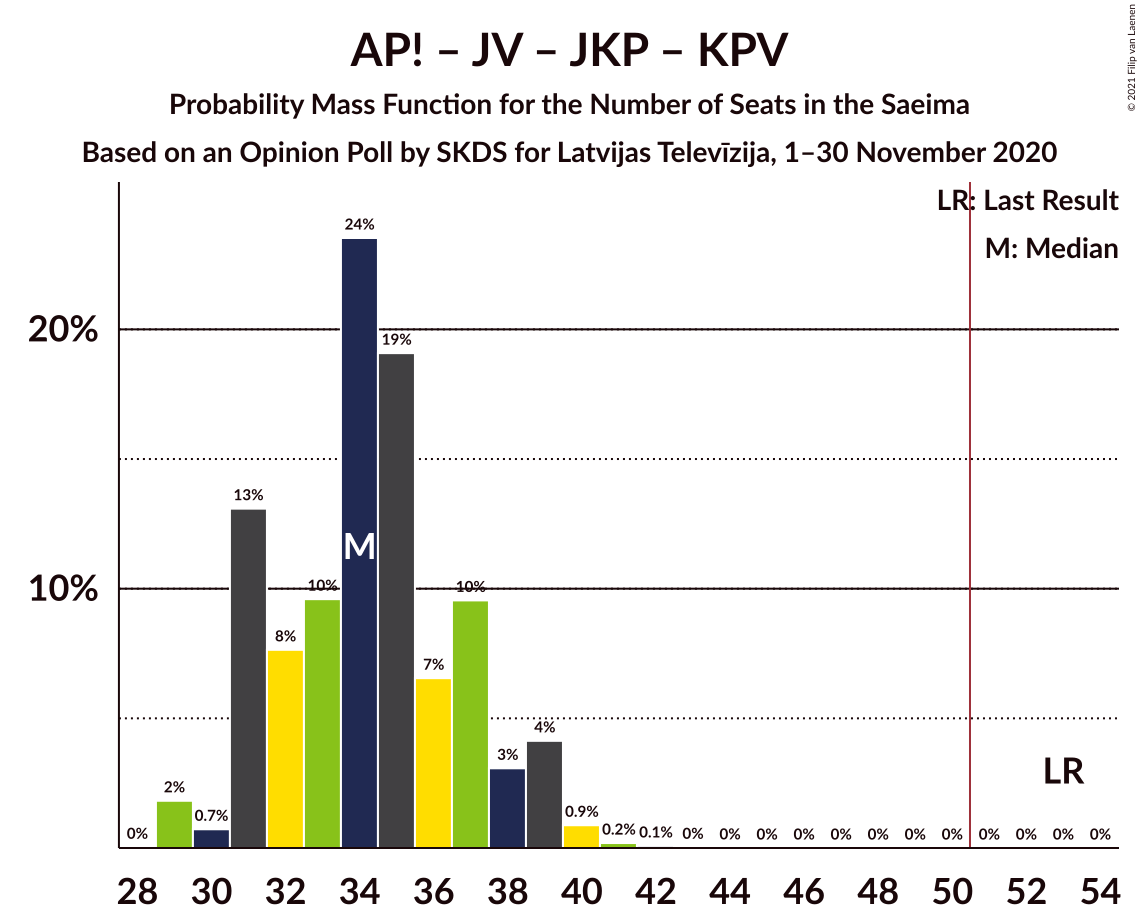 AP! – JV – JKP – KPV
Probability Mass Function for the Number of Seats in the Saeima
Based on an Opinion Poll by SKDS for Latvijas Televīzija, 1–30 November 2020
© 2021 Filip van Laenen
LR: Last Result
M: Median
20%
10%
0% 2% 0.7% 13% 8% 10% 24% 19% 7% 10% 3% 4% 0.9% 0.2% 0.1% 0% 0% 0% 0% 0% 0% 0% 0% 0% 0% 0% 0%
M
LR
28 30 32 34 36 38 40 42 44 46 48 50 52 54